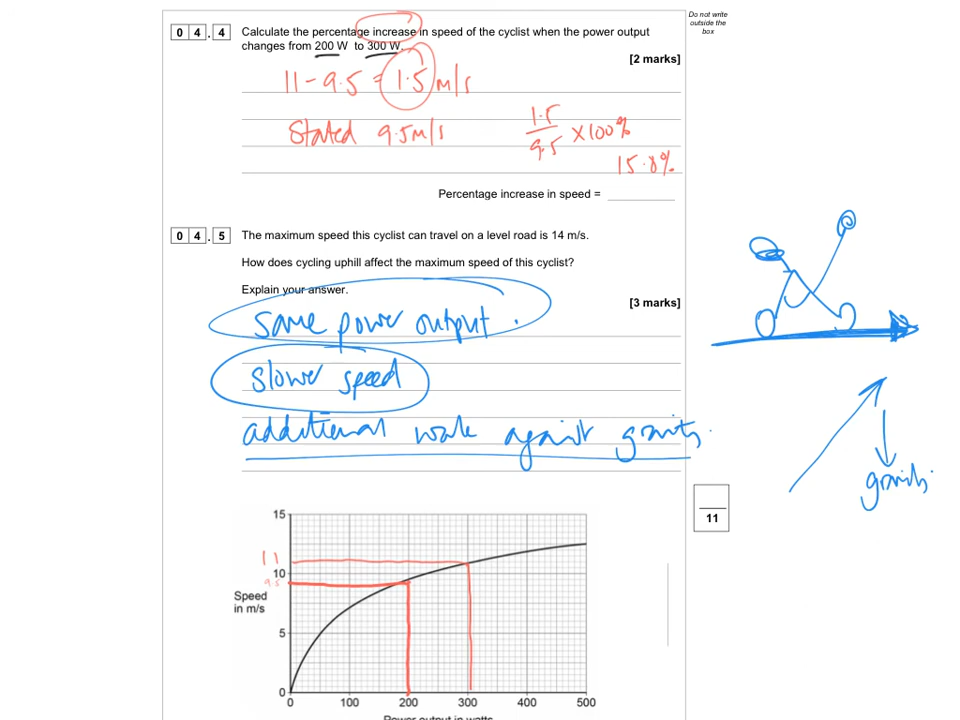 Do not write
outside the
box
0 4 . 4 Calculate the percentage increase in speed of the cyclist when the power output
changes from 200 W to 300 W.
[2 marks]
11 - 9.5 = 1.5 m/s
Stated 9.5 m/s
1.5
9.5
× 100%
15.8%
Percentage increase in speed =
0 4 . 5 The maximum speed this cyclist can travel on a level road is 14 m/s.
How does cycling uphill affect the maximum speed of this cyclist?
Explain your answer.
[3 marks]
same power output.
slower speed
additional work against gravity.
gravity
11
15
11
10
9.5
Speed
in m/s
5
0
0 100 200 300 400 500
Power output in watts